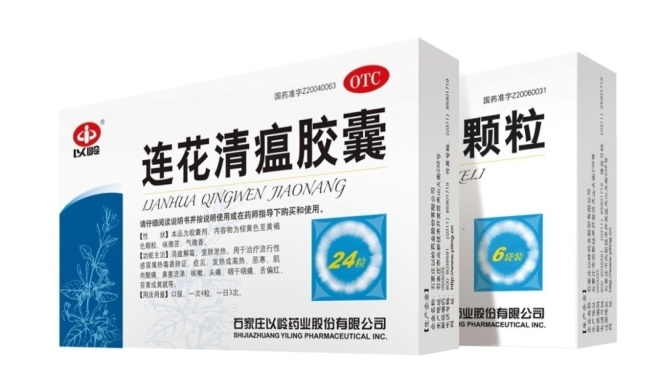 OTC
国药准字Z20040063
以岭
连花清瘟胶囊
LIANHUA QINGWEN JIAONANG
请仔细阅读说明书并按说明使用或在药师指导下购买和使用。
【性 状】本品为胶囊剂,内容物为棕黄色至黄褐
色颗粒,味微苦,气微香。
【功能主治】清瘟解毒,宣肺泄热。用于治疗流行性
感冒属热毒袭肺证,症见:发热或高热,恶寒,肌
肉酸痛,鼻塞流涕,咳嗽,头痛,咽干咽痛,舌偏红,
苔黄或黄腻等。
【用法用量】口服。一次4粒,一日3次。
24粒
石家庄以岭药业股份有限公司
SHIJIAZHUANG YILING PHARMACEUTICAL INC.
国药准字Z20060031
颗粒
ELI
6袋装
业股份有限公司
HARMACEUTICAL INC.